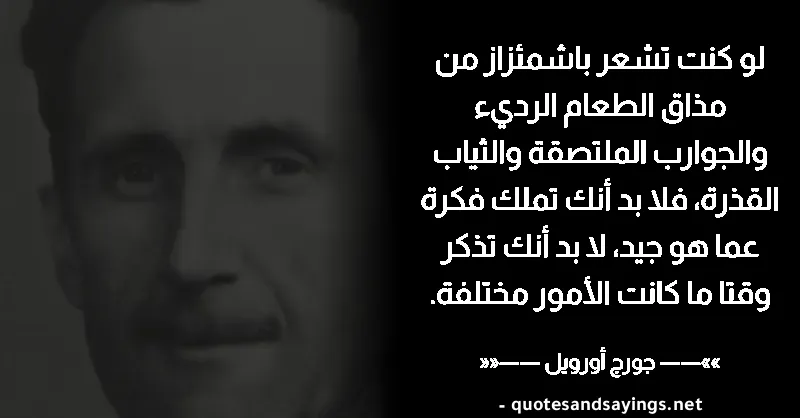 لو كنت تشعر باشمئزاز من
مذاق الطعام الرديء
والجوارب الملتصقة والثياب
القذرة، فلا بد أنك تملك فكرة
عما هو جيد، لا بد أنك تذكر
وقتا ما كانت الأمور مختلفة.
»»—— جورج أورويل ——««
- quotesandsayings.net